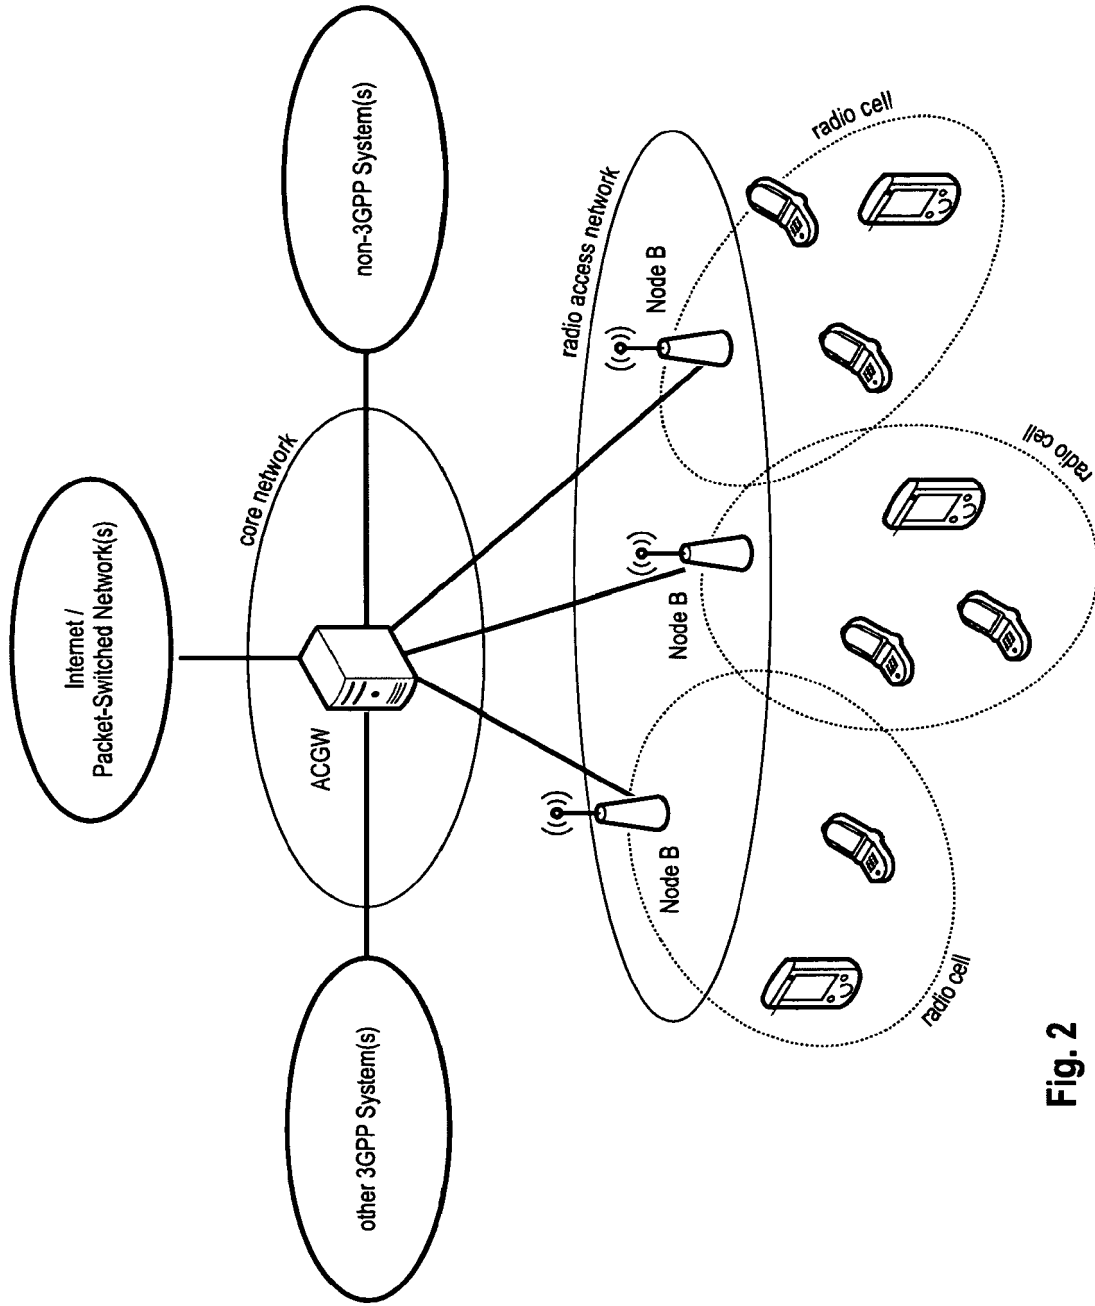 Internet /
Packet-Switched Network(s)
other 3GPP System(s)
ACGW
core network
non-3GPP System(s)
radio access network
Node B
Node B
Node B
radio cell
radio cell
radio cell
Fig. 2